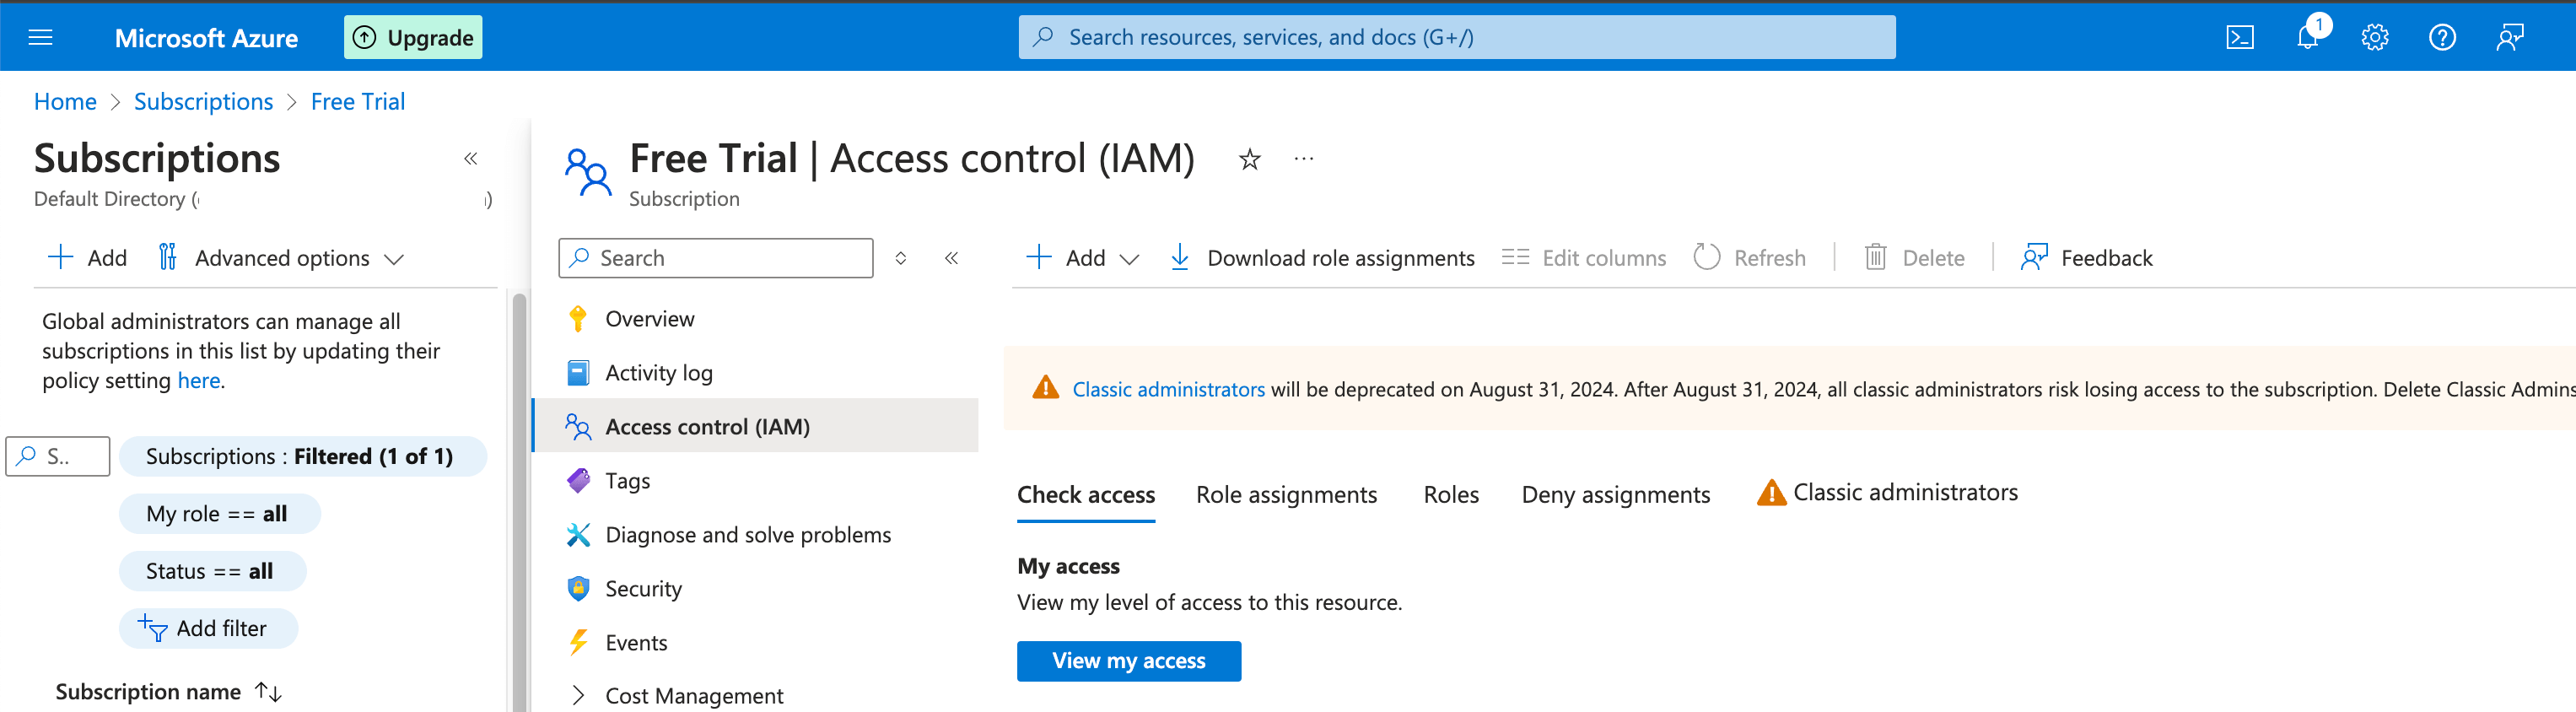 Microsoft Azure
Upgrade
Search resources, services, and docs (G+/)
1
Home > Subscriptions > Free Trial
Subscriptions
Default Directory (
)
Add
Advanced options
Global administrators can manage all
subscriptions in this list by updating their
policy setting here.
S..
Subscriptions : Filtered (1 of 1)
My role == all
Status == all
Add filter
Subscription name
Free Trial | Access control (IAM)
Subscription
Search
Overview
Activity log
Access control (IAM)
Tags
Diagnose and solve problems
Security
Events
Cost Management
Add
Download role assignments
Edit columns
Refresh
Delete
Feedback
Classic administrators will be deprecated on August 31, 2024. After August 31, 2024, all classic administrators risk losing access to the subscription. Delete Classic Admins
Check access
Role assignments
Roles
Deny assignments
Classic administrators
My access
View my level of access to this resource.
View my access